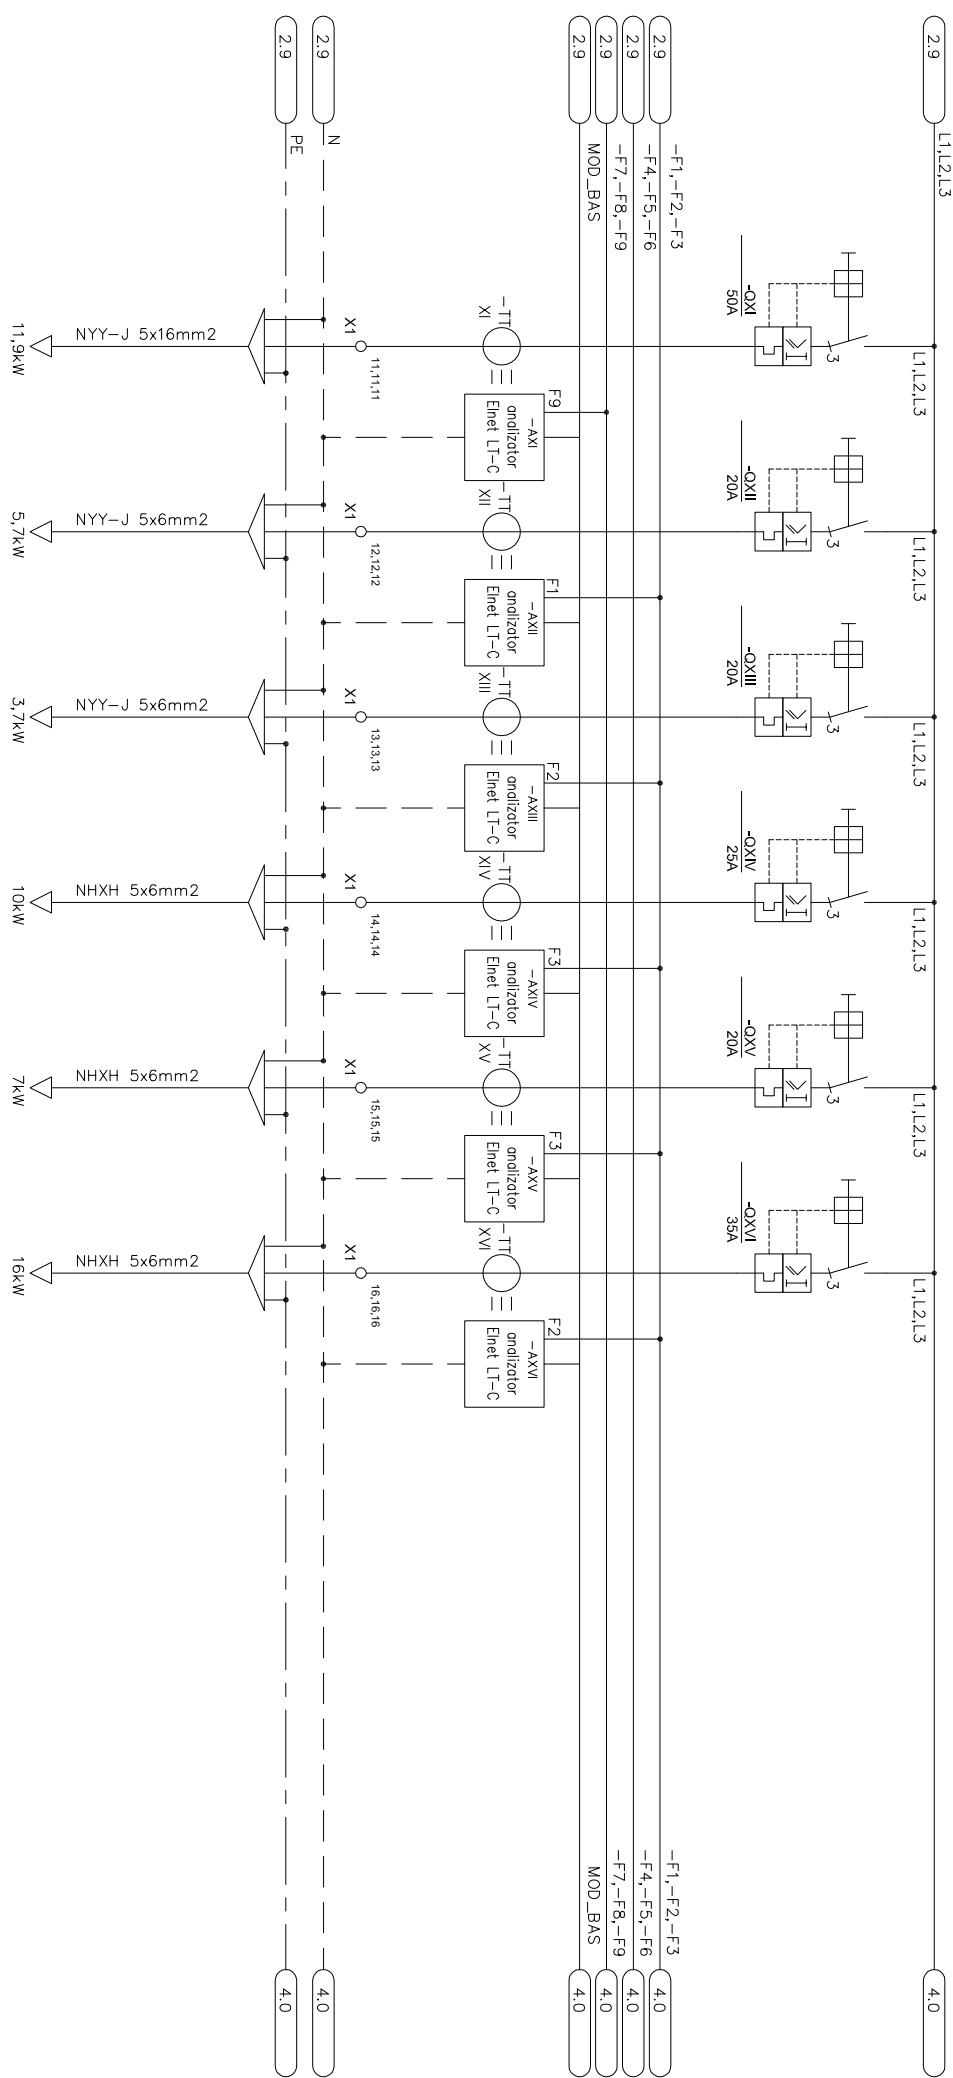 2.9
L1,L2,L3
4.0
2.9
-F1,-F2,-F3
-F1,-F2,-F3
4.0
2.9
-F4,-F5,-F6
-F4,-F5,-F6
4.0
2.9
-F7,-F8,-F9
-F7,-F8,-F9
4.0
2.9
MOD_BAS
MOD_BAS
4.0
2.9
N
4.0
2.9
PE
4.0
L1,L2,L3
3
-QXI
50A
-TT
XI
F9
-AXI
analizator
Elnet LT-C
X1
11,11,11
NYY-J 5x16mm2
11,9kW
L1,L2,L3
3
-QXII
20A
-TT
XII
F1
-AXII
analizator
Elnet LT-C
X1
12,12,12
NYY-J 5x6mm2
5,7kW
L1,L2,L3
3
-QXIII
20A
-TT
XIII
F2
-AXIII
analizator
Elnet LT-C
X1
13,13,13
NYY-J 5x6mm2
3,7kW
L1,L2,L3
3
-QXIV
25A
-TT
XIV
F3
-AXIV
analizator
Elnet LT-C
X1
14,14,14
NHXH 5x6mm2
10kW
L1,L2,L3
3
-QXV
20A
-TT
XV
F3
-AXV
analizator
Elnet LT-C
X1
15,15,15
NHXH 5x6mm2
7kW
L1,L2,L3
3
-QXVI
35A
-TT
XVI
F2
-AXVI
analizator
Elnet LT-C
X1
16,16,16
NHXH 5x6mm2
16kW